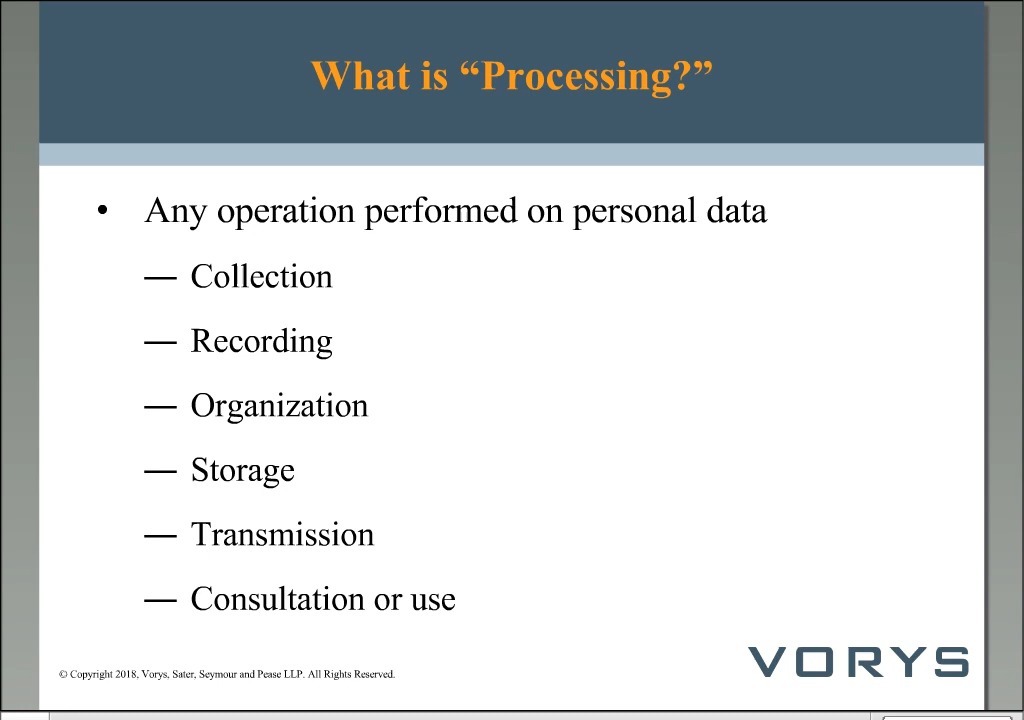 What is “Processing?”
• Any operation performed on personal data
— Collection
— Recording
— Organization
— Storage
— Transmission
— Consultation or use
© Copyright 2018, Vorys, Sater, Seymour and Pease LLP. All Rights Reserved.
VORYS